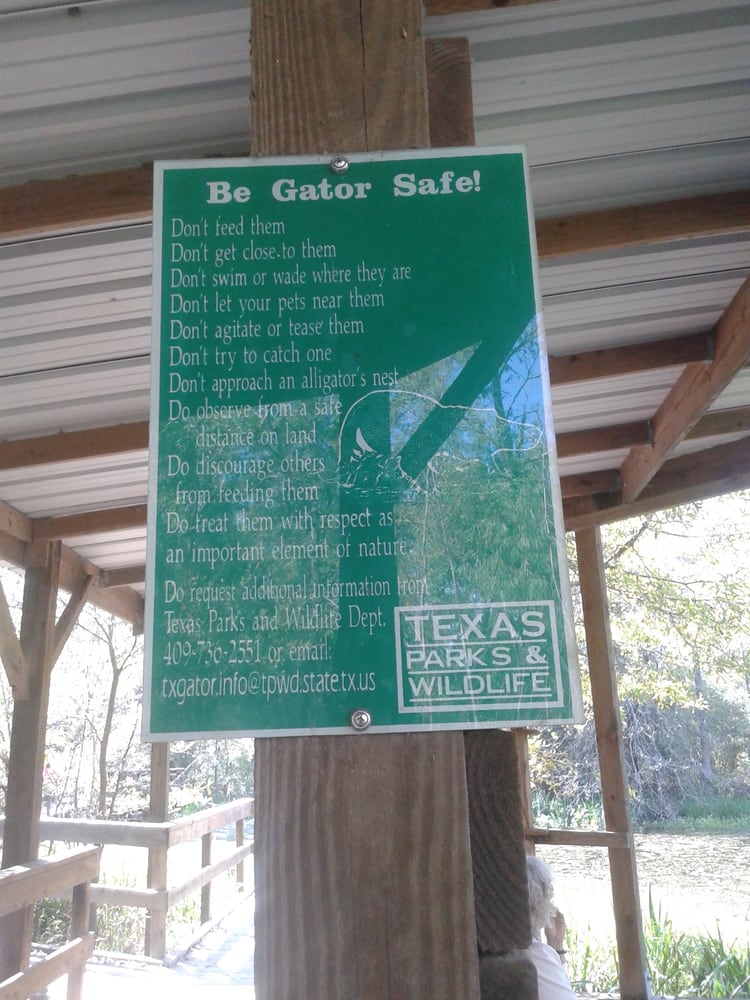 Be Gator Safe!
Don't feed them
Don't get close to them
Don't swim or wade where they are
Don't let your pets near them
Don't agitate or tease them
Don't try to catch one
Don't approach an alligator's nest
Do observe from a safe
distance on land
Do discourage others
from feeding them
Do treat them with respect as
an important element of nature.
Do request additional information from
Texas Parks and Wildlife Dept.
409-736-2551 or email:
txgator.info@tpwd.state.tx.us
TEXAS
PARKS &
WILDLIFE